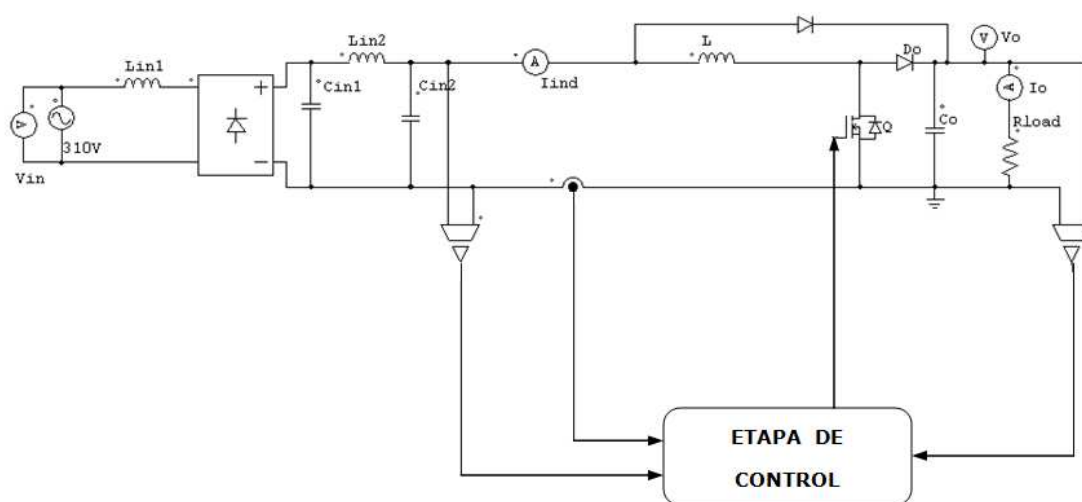 Lin1
Vin
V
310V
+
−
Cin1
Lin2
Cin2
A
Iind
L
Do
Q
Co
V
Vo
A
Io
Rload
ETAPA DE
CONTROL